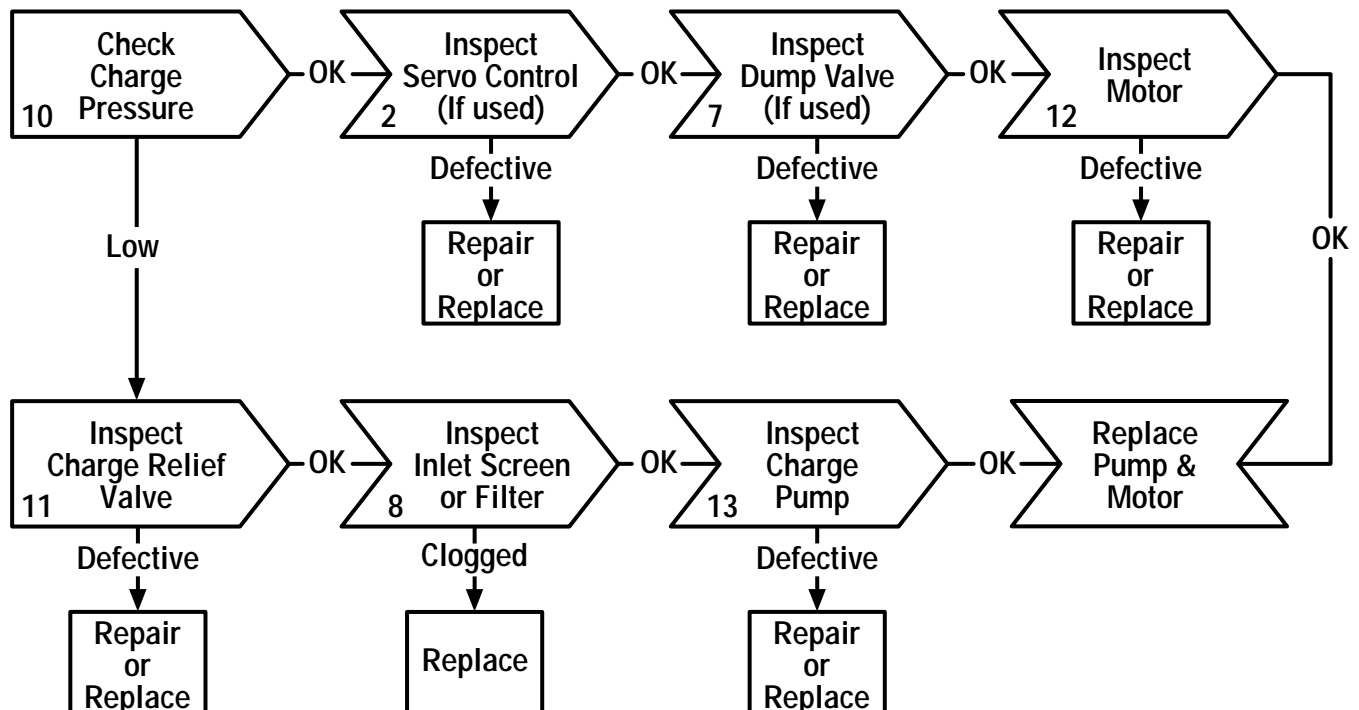 Check
Charge
Pressure
10
OK
Inspect
Servo Control
(If used)
2
OK
Inspect
Dump Valve
(If used)
7
OK
Inspect
Motor
12
Defective
Defective
Defective
Low
Repair
or
Replace
Repair
or
Replace
Repair
or
Replace
OK
Inspect
Charge Relief
Valve
11
OK
Inspect
Inlet Screen
or Filter
8
OK
Inspect
Charge
Pump
13
OK
Replace
Pump &
Motor
Defective
Clogged
Defective
Repair
or
Replace
Replace
Repair
or
Replace